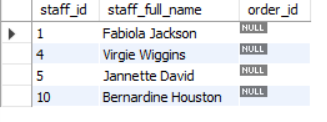 staff_id staff_full_name order_id
1 Fabiola Jackson NULL
4 Virgie Wiggins NULL
5 Jannette David NULL
10 Bernardine Houston NULL